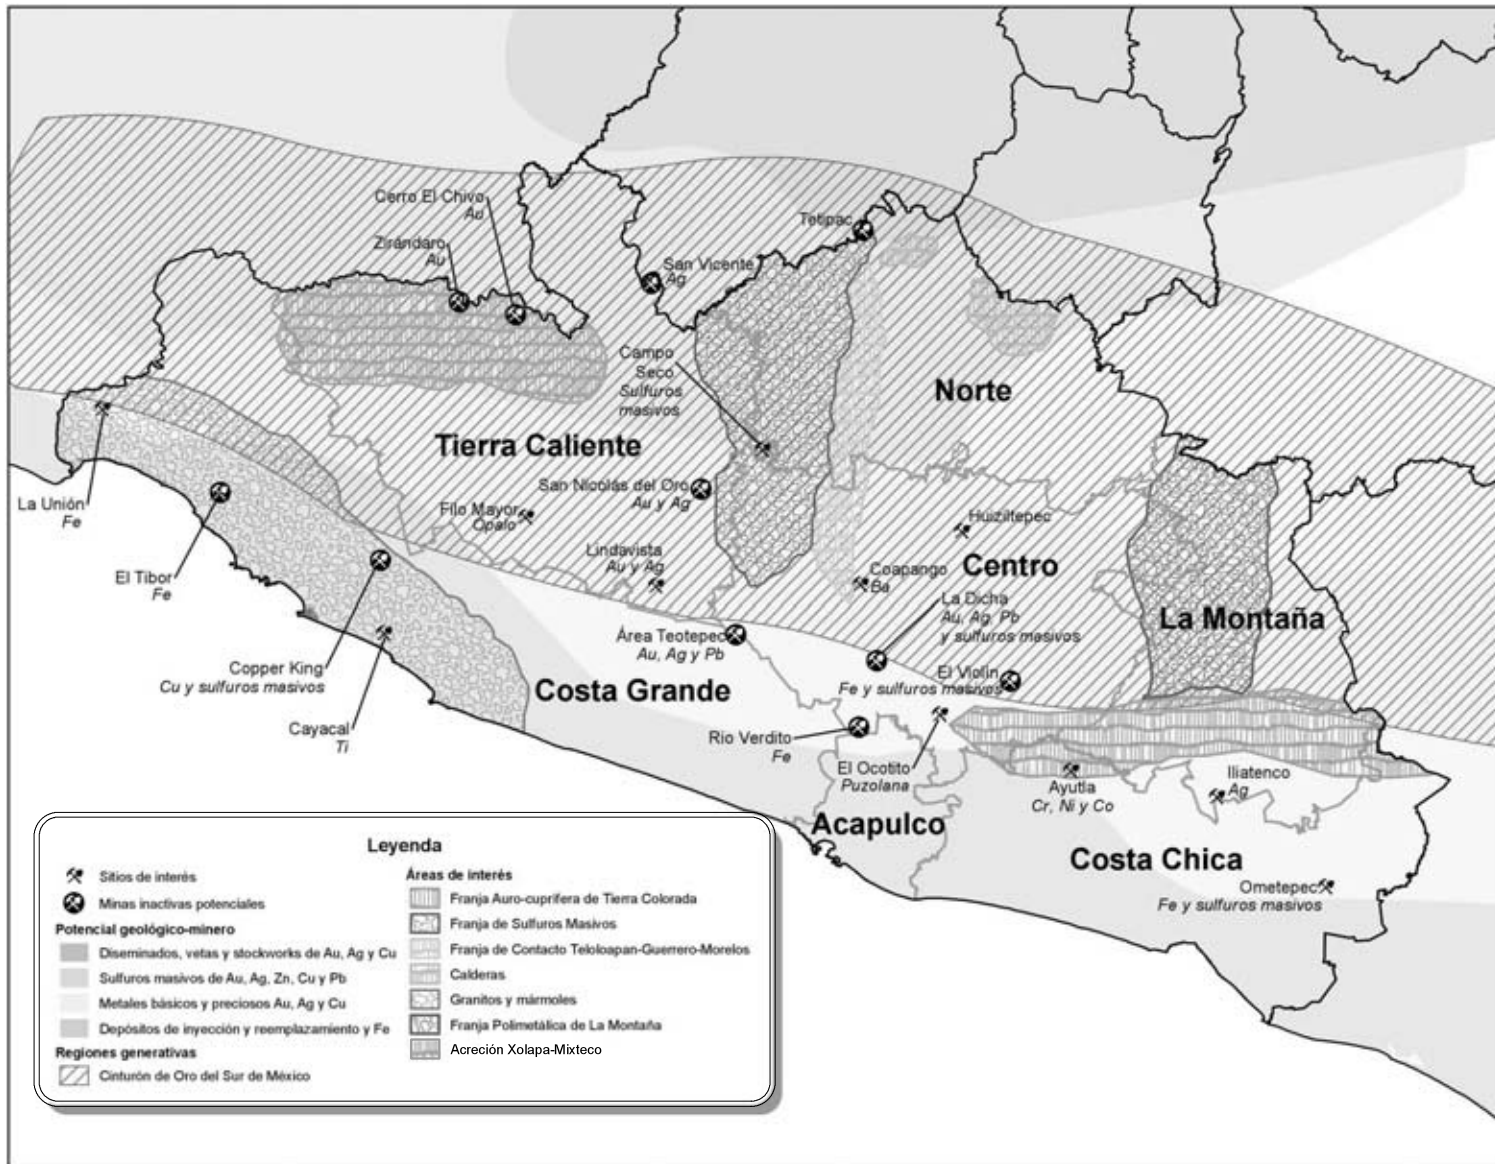 Cerro El Chivo
Au
Zirándaro
Au
Tetipac
San Vicente
Ag
Campo
Seco
Sulfuros
masivos
Norte
Tierra Caliente
San Nicolás del Oro
Au y Ag
La Unión
Fe
Filo Mayor
Ópalo
Huiziltepec
Lindavista
Au y Ag
Coapango
Ba
Centro
El Tibor
Fe
La Dicha
Au, Ag, Pb
y sulfuros masivos
La Montaña
Área Teotepec
Au, Ag y Pb
Copper King
Cu y sulfuros masivos
El Violín
Fe y sulfuros masivos
Costa Grande
Cayacal
Ti
Río Verdito
Fe
El Ocotito
Puzolana
Ayutla
Cr, Ni y Co
Iliatenco
Ag
Acapulco
Costa Chica
Ometepec
Fe y sulfuros masivos
Leyenda
Sitios de interés
Minas inactivas potenciales
Potencial geológico-minero
Diseminados, vetas y stockworks de Au, Ag y Cu
Sulfuros masivos de Au, Ag, Zn, Cu y Pb
Metales básicos y preciosos Au, Ag y Cu
Depósitos de inyección y reemplazamiento y Fe
Regiones generativas
Cinturón de Oro del Sur de México
Áreas de interés
Franja Auro-cuprífera de Tierra Colorada
Franja de Sulfuros Masivos
Franja de Contacto Teloloapan-Guerrero-Morelos
Calderas
Granitos y mármoles
Franja Polimetálica de La Montaña
Acreción Xolapa-Mixteco